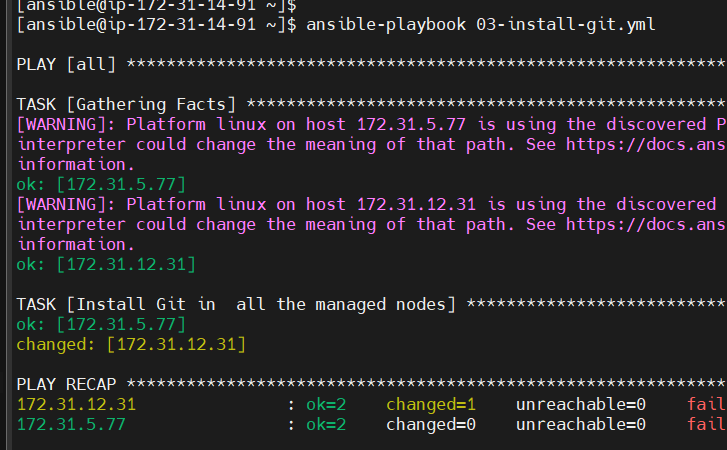 [ansible@ip-172-31-14-91 ~]$
[ansible@ip-172-31-14-91 ~]$ ansible-playbook 03-install-git.yml
PLAY [all] *************************************************************
TASK [Gathering Facts] *************************************************
[WARNING]: Platform linux on host 172.31.5.77 is using the discovered P
interpreter could change the meaning of that path. See https://docs.ans
information.
ok: [172.31.5.77]
[WARNING]: Platform linux on host 172.31.12.31 is using the discovered
interpreter could change the meaning of that path. See https://docs.ans
information.
ok: [172.31.12.31]
TASK [Install Git in  all the managed nodes] **************************
ok: [172.31.5.77]
changed: [172.31.12.31]
PLAY RECAP *************************************************************
172.31.12.31               : ok=2    changed=1    unreachable=0    fail
172.31.5.77                : ok=2    changed=0    unreachable=0    fail